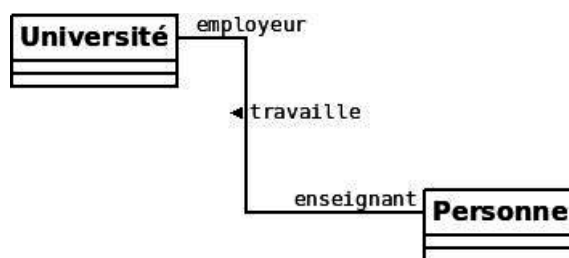 Université
employeur
travaille
enseignant
Personne